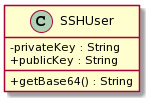 C SSHUser
-privateKey : String
+publicKey : String
+getBase64() : String